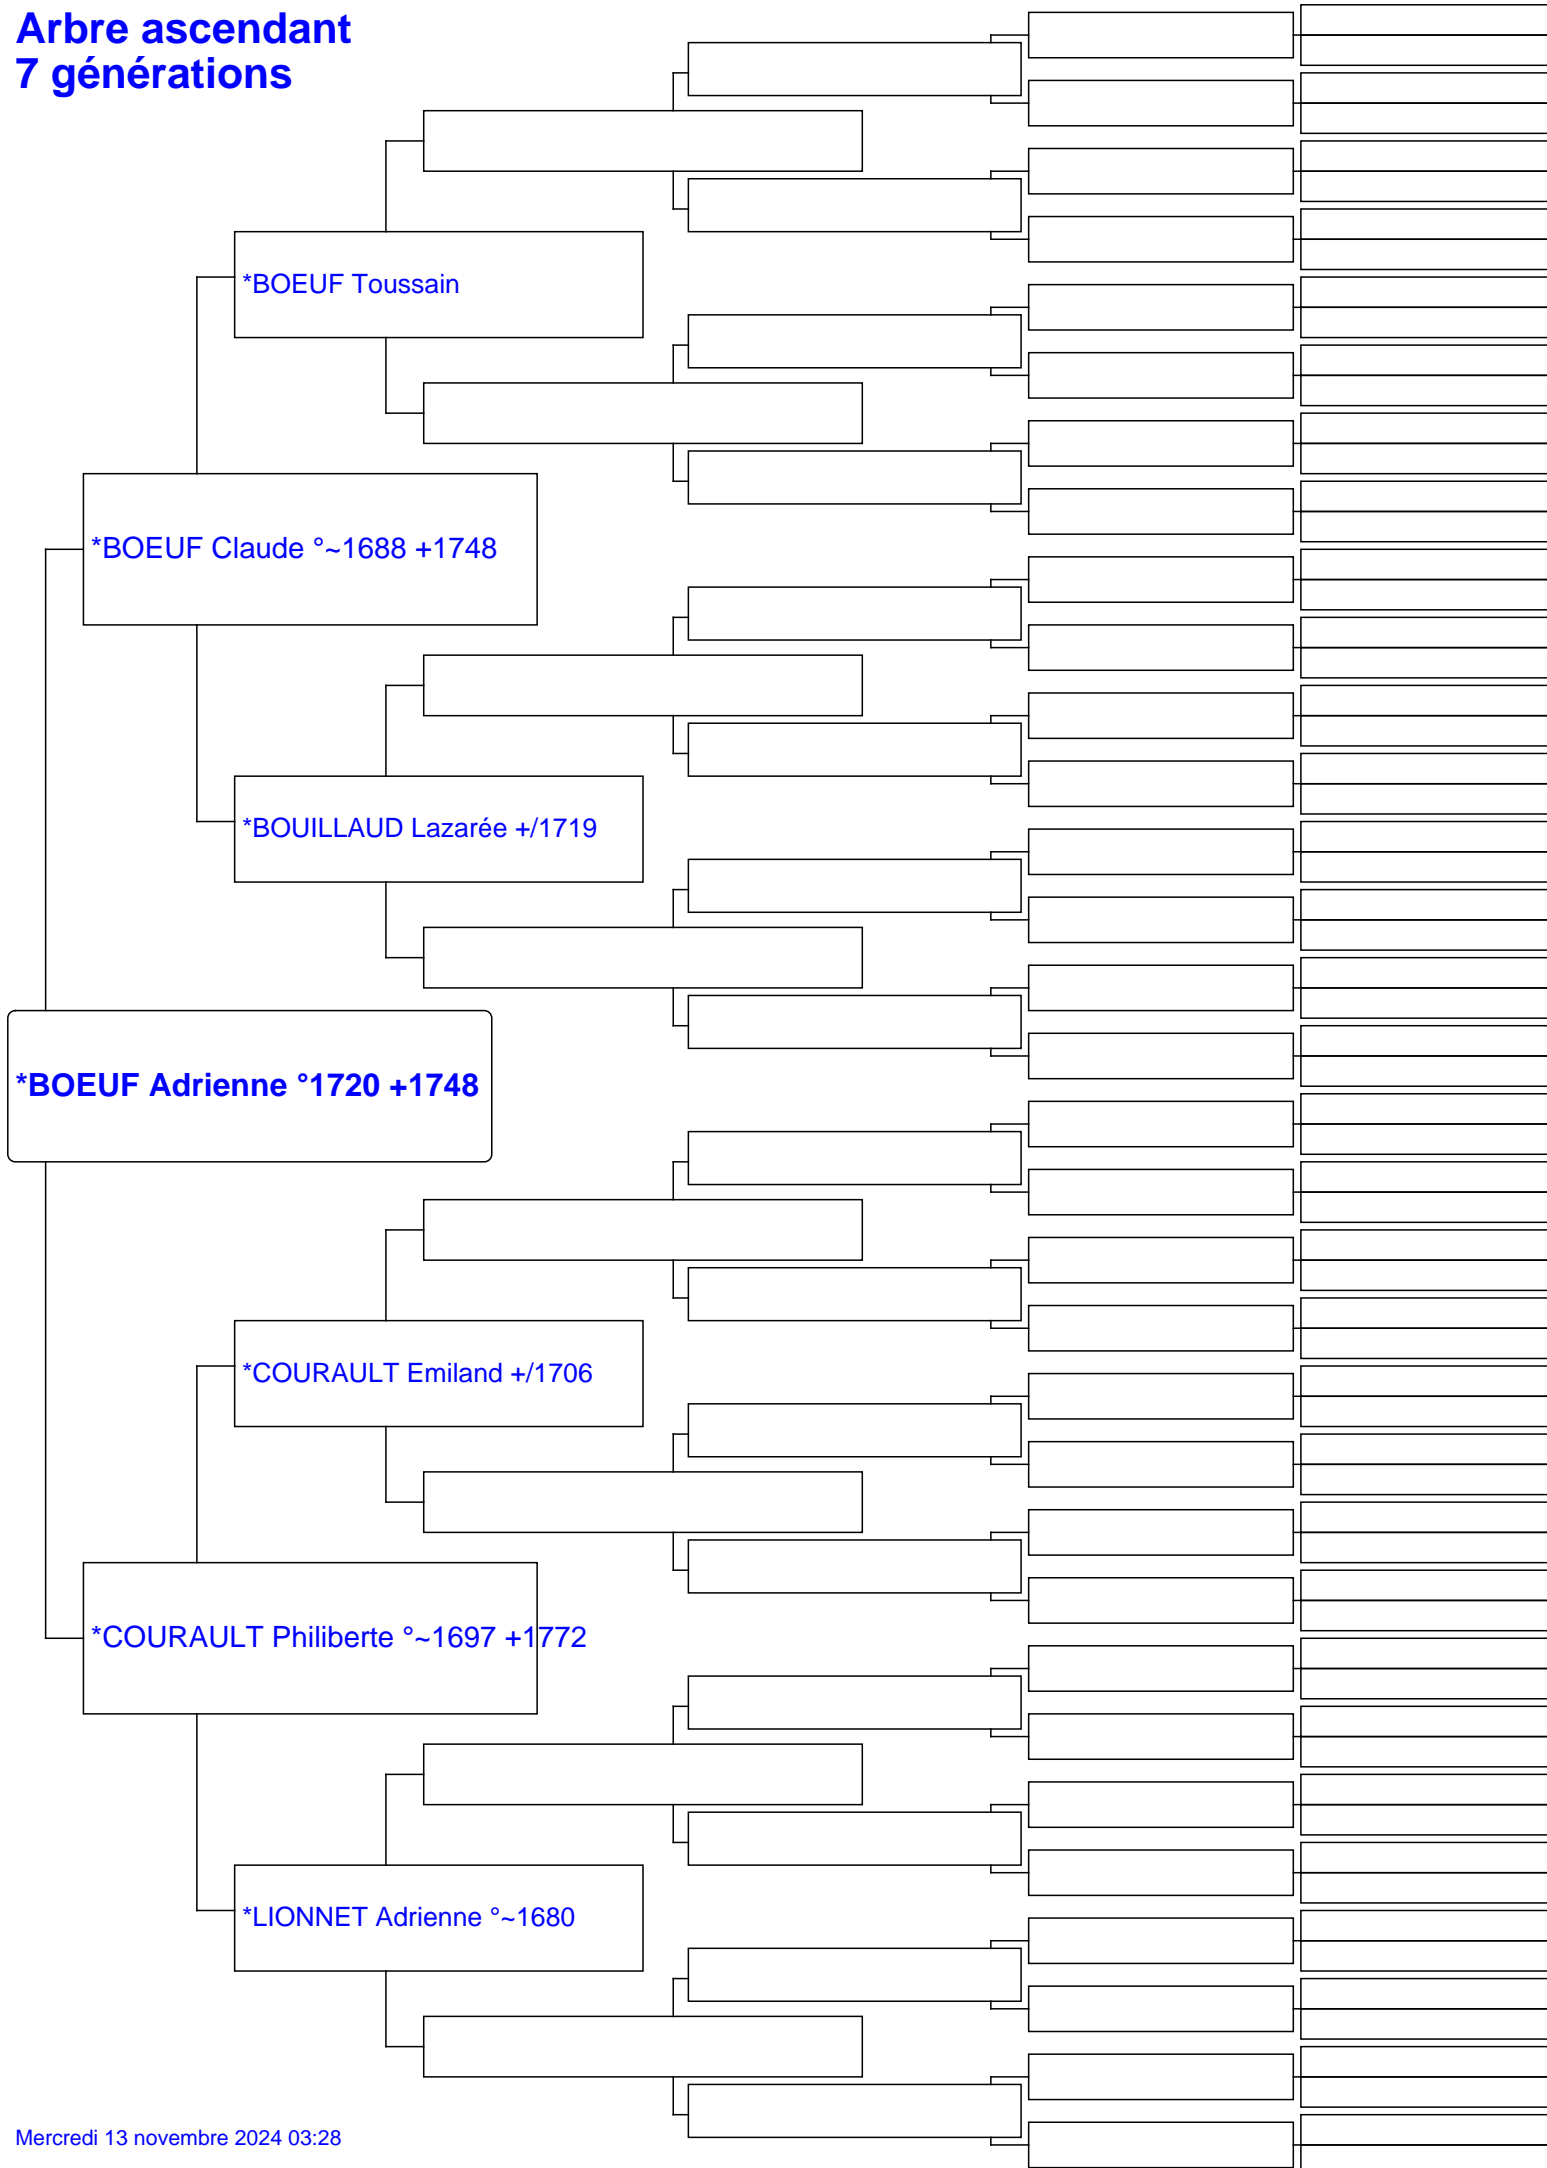 Arbre ascendant
7 générations
*BOEUF Toussain
*BOEUF Claude °~1688 +1748
*BOUILLAUD Lazarée +/1719
*BOEUF Adrienne °1720 +1748
*COURAULT Emiland +/1706
*COURAULT Philiberte °~1697 +1772
*LIONNET Adrienne °~1680
Mercredi 13 novembre 2024 03:28